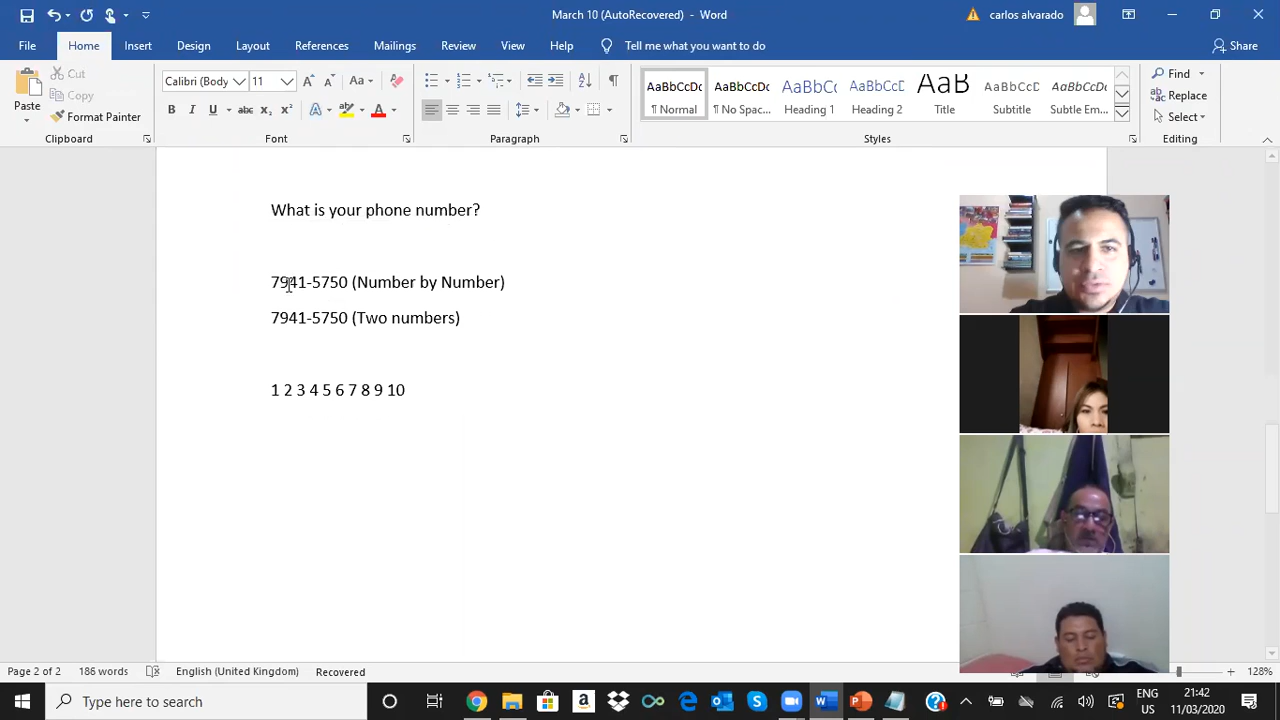 March 10 (AutoRecovered) - Word
carlos alvarado
File Home Insert Design Layout References Mailings Review View Help Tell me what you want to do Share
Paste
Cut
Copy
Format Painter
Clipboard
Calibri (Body 11
Font
Paragraph
AaBbCcDc AaBbCcDc AaBbCc AaBbCcD AaB AaBbCcD AaBbCcDc
¶ Normal ¶ No Spac... Heading 1 Heading 2 Title Subtitle Subtle Em...
Styles
Find
Replace
Select
Editing
What is your phone number?
7941-5750 (Number by Number)
7941-5750 (Two numbers)
1 2 3 4 5 6 7 8 9 10
Page 2 of 2 186 words English (United Kingdom) Recovered 128%
Type here to search
ENG US
21:42
11/03/2020